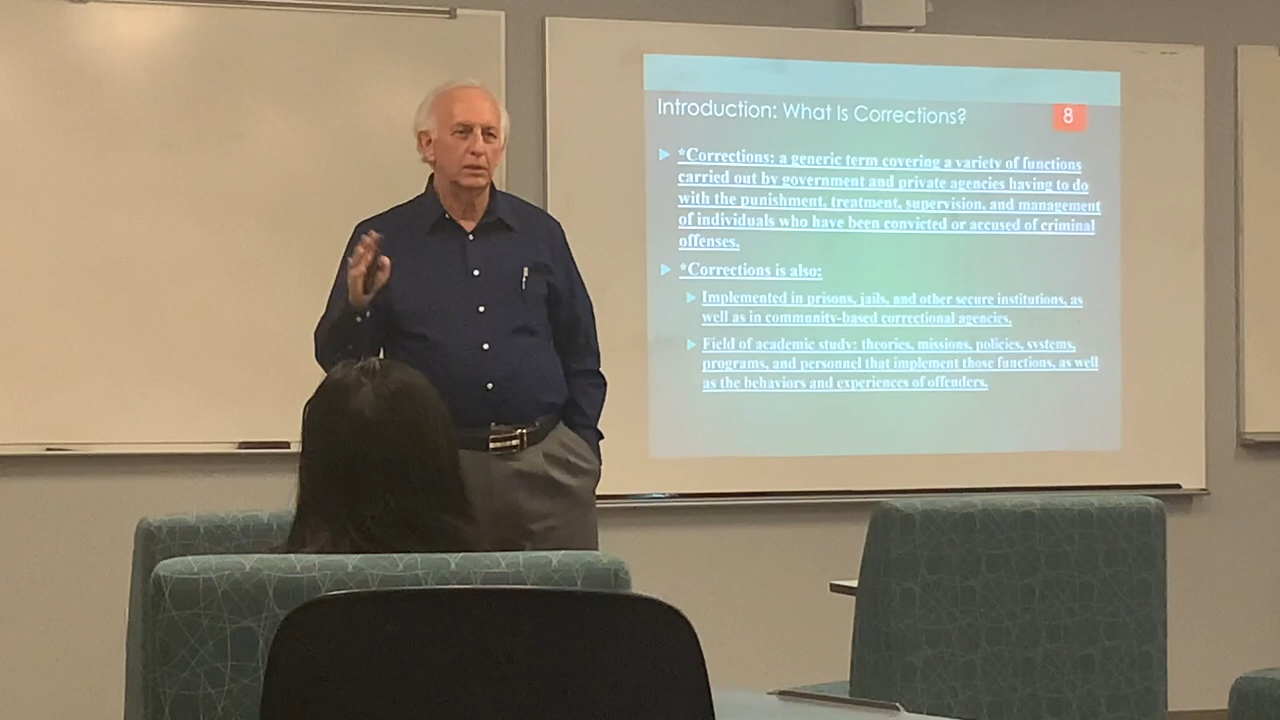 Introduction: What Is Corrections?
8
*Corrections: a generic term covering a variety of functions
carried out by government and private agencies having to do
with the punishment, treatment, supervision, and management
of individuals who have been convicted or accused of criminal
offenses.
*Corrections is also:
Implemented in prisons, jails, and other secure institutions, as
well as in community-based correctional agencies.
Field of academic study: theories, missions, policies, systems,
programs, and personnel that implement those functions, as well
as the behaviors and experiences of offenders.